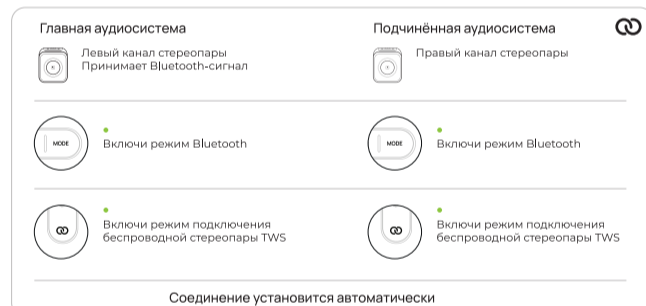 Главная аудиосистема
Подчинённая аудиосистема
Левый канал стереопары
Принимает Bluetooth-сигнал
Правый канал стереопары
MODE
Включи режим Bluetooth
MODE
Включи режим Bluetooth
Включи режим подключения
беспроводной стереопары TWS
Включи режим подключения
беспроводной стереопары TWS
Соединение установится автоматически